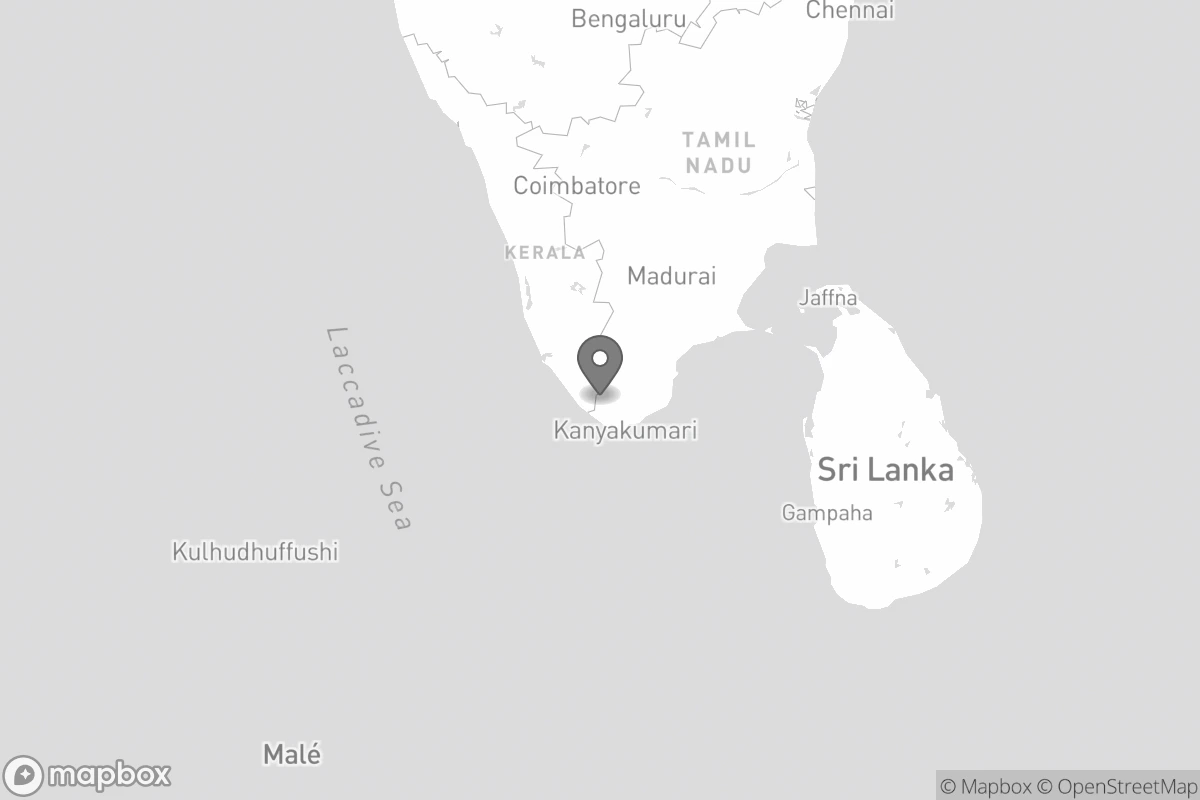 Bengaluru
Chennai
TAMIL
NADU
Coimbatore
KERALA
Madurai
Jaffna
Laccadive Sea
Kanyakumari
Sri Lanka
Gampaha
Kulhudhuffushi
Malé
mapbox
© Mapbox © OpenStreetMap